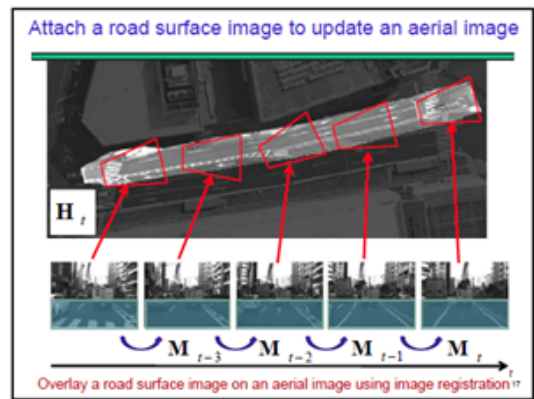 Attach a road surface image to update an aerial image
H t
M t−3 M t−2 M t−1 M t
t
Overlay a road surface image on an aerial image using image registration 17